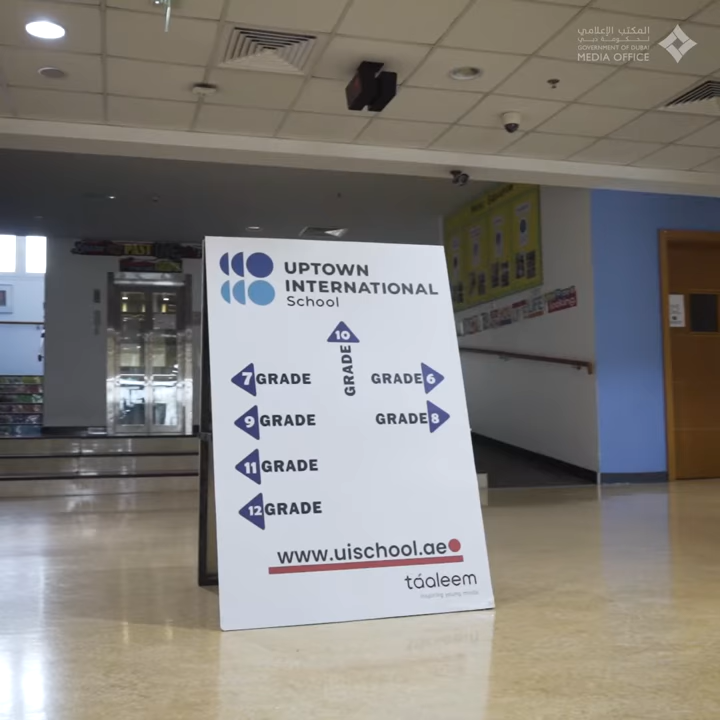 المكتب الإعلامي
لحكومة دبي
GOVERNMENT OF DUBAI
MEDIA OFFICE
PAST
UPTOWN
INTERNATIONAL
School
GRADE 10
7 GRADE
GRADE 6
9 GRADE
GRADE 8
11 GRADE
12 GRADE
www.uischool.ae
táaleem
inspiring young minds